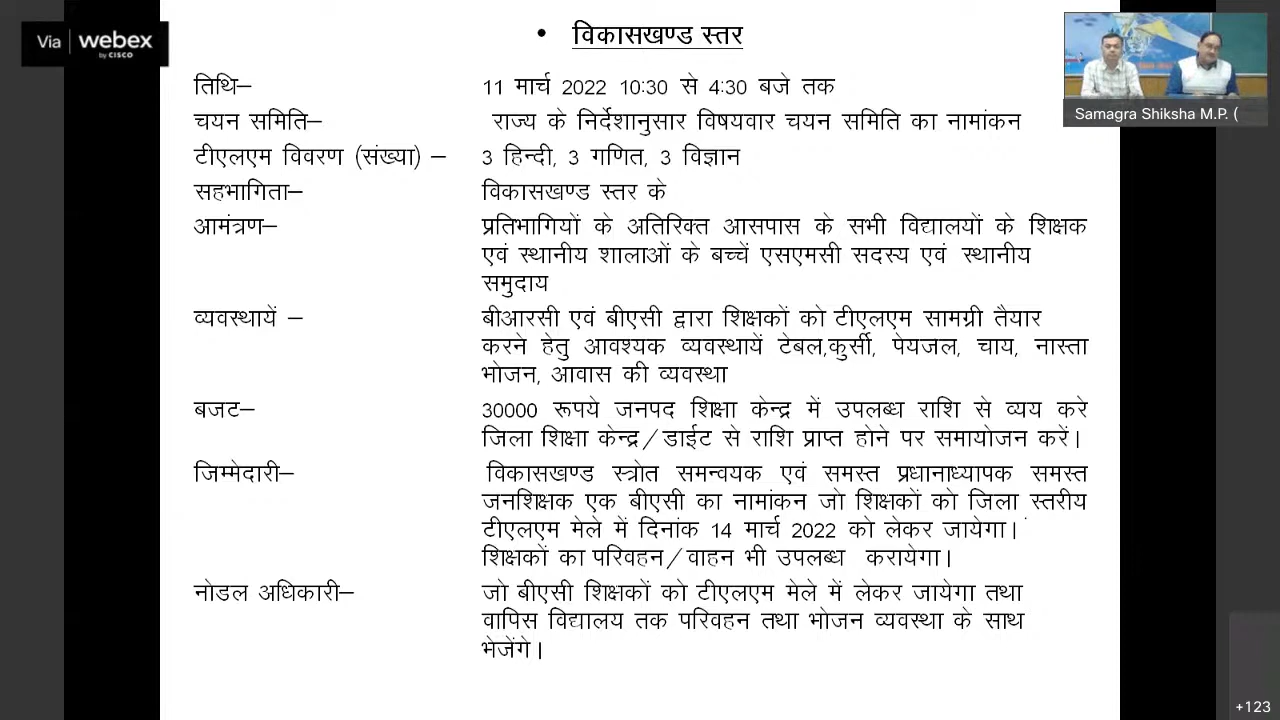 Via webex
by CISCO
• विकासखण्ड स्तर
Samagra Shiksha M.P. (
तिथि– 11 मार्च 2022 10:30 से 4:30 बजे तक
चयन समिति– राज्य के निर्देशानुसार विषयवार चयन समिति का नामांकन
टीएलएम विवरण (संख्या) – 3 हिन्दी, 3 गणित, 3 विज्ञान
सहभागिता– विकासखण्ड स्तर के
आमंत्रण– प्रतिभागियों के अतिरिक्त आसपास के सभी विद्यालयों के शिक्षक
एवं स्थानीय शालाओं के बच्चें एसएमसी सदस्य एवं स्थानीय
समुदाय
व्यवस्थायें – बीआरसी एवं बीएसी द्वारा शिक्षकों को टीएलएम सामग्री तैयार
करने हेतु आवश्यक व्यवस्थायें टेबल,कुर्सी, पेयजल, चाय, नास्ता
भोजन, आवास की व्यवस्था
बजट– 30000 रूपये जनपद शिक्षा केन्द्र में उपलब्ध राशि से व्यय करे
जिला शिक्षा केन्द्र/डाईट से राशि प्राप्त होने पर समायोजन करें।
जिम्मेदारी– विकासखण्ड स्त्रोत समन्वयक एवं समस्त प्रधानाध्यापक समस्त
जनशिक्षक एक बीएसी का नामांकन जो शिक्षकों को जिला स्तरीय
टीएलएम मेले में दिनांक 14 मार्च 2022 को लेकर जायेगा।
शिक्षकों का परिवहन/वाहन भी उपलब्ध करायेगा।
नोडल अधिकारी– जो बीएसी शिक्षकों को टीएलएम मेले में लेकर जायेगा तथा
वापिस विद्यालय तक परिवहन तथा भोजन व्यवस्था के साथ
भेजेंगे।
+123